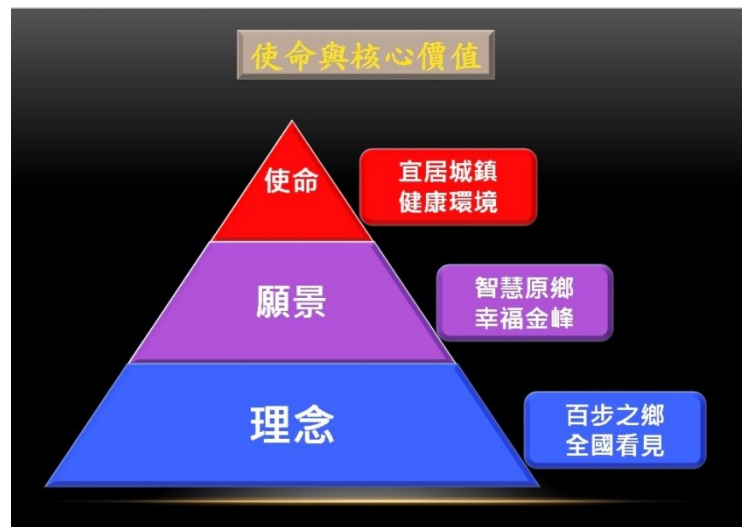 使命與核心價值
使命
宜居城鎮
健康環境
願景
智慧原鄉
幸福金峰
理念
百步之鄉
全國看見